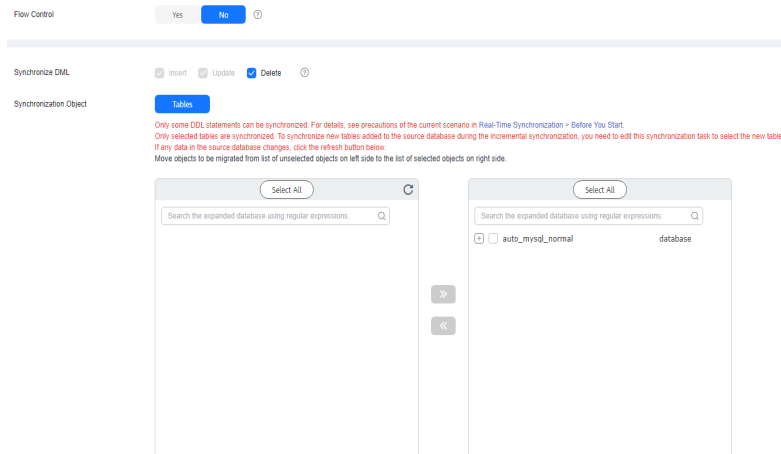 Flow Control
Yes No
Synchronize DML
Insert Update Delete
Synchronization Object
Tables
Only some DDL statements can be synchronized. For details, see precautions of the current scenario in Real-Time Synchronization > Before You Start.
Only selected tables are synchronized. To synchronize new tables added to the source database during the incremental synchronization, you need to edit this synchronization task to select the new table
If any data in the source database changes, click the refresh button below.
Move objects to be migrated from list of unselected objects on left side to the list of selected objects on right side.
Select All
Search the expanded database using regular expressions.
Select All
Search the expanded database using regular expressions.
auto_mysql_normal database